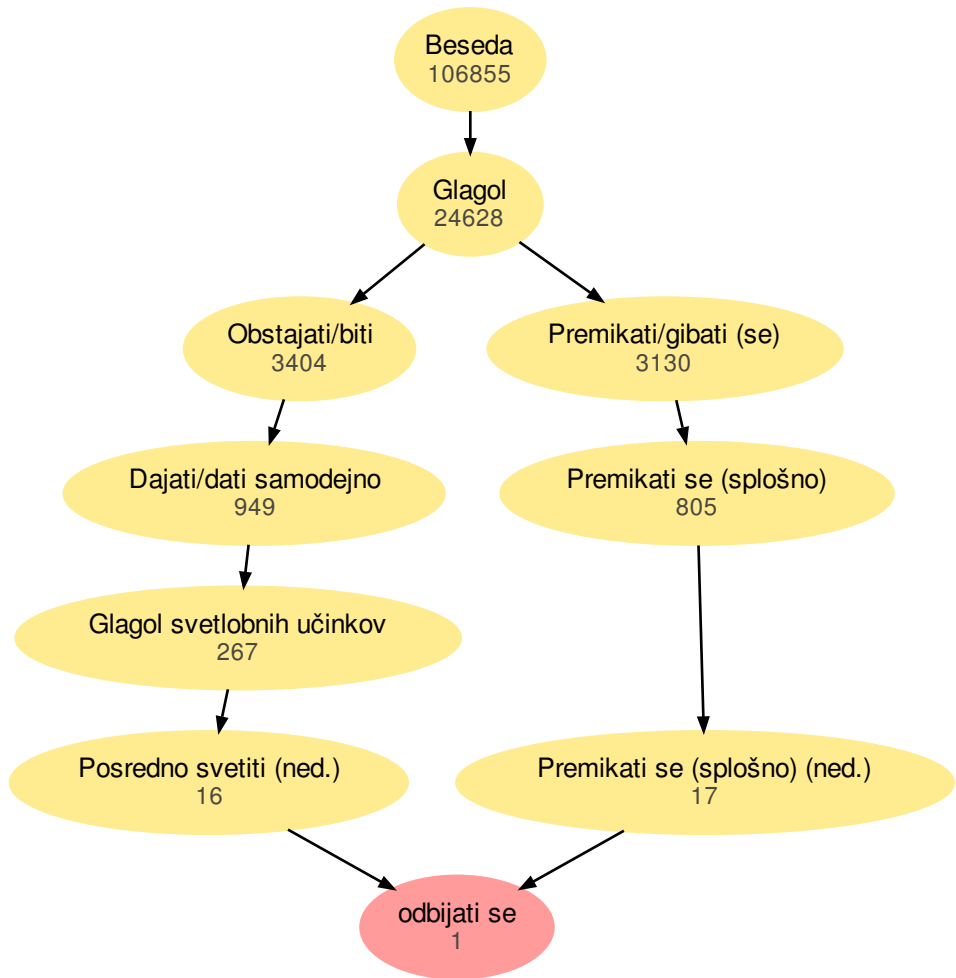 Beseda
106855
Glagol
24628
Obstajati/biti
3404
Premikati/gibati (se)
3130
Dajati/dati samodejno
949
Premikati se (splošno)
805
Glagol svetlobnih učinkov
267
Posredno svetiti (ned.)
16
Premikati se (splošno) (ned.)
17
odbijati se
1